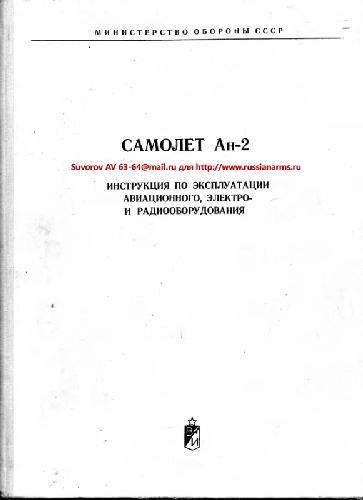 МИНИСТЕРСТВО ОБОРОНЫ СССР
САМОЛЕТ Ан-2
Suvorov AV 63-64@mail.ru для http://www.russianarms.ru
ИНСТРУКЦИЯ ПО ЭКСПЛУАТАЦИИ
АВИАЦИОННОГО, ЭЛЕКТРО-
И РАДИООБОРУДОВАНИЯ